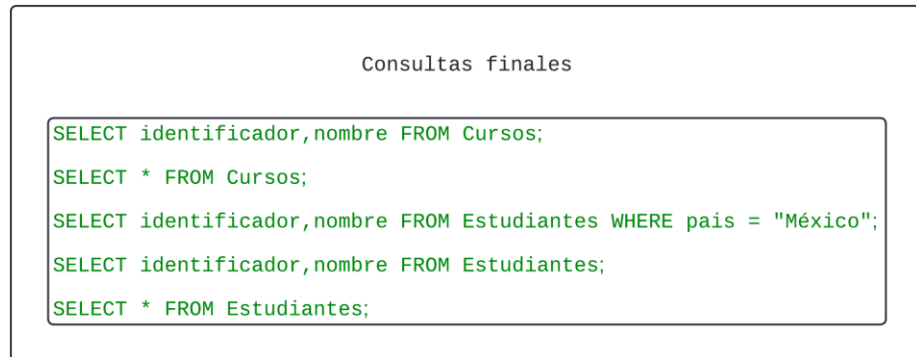 Consultas finales
SELECT identificador,nombre FROM Cursos;
SELECT * FROM Cursos;
SELECT identificador,nombre FROM Estudiantes WHERE pais = "México";
SELECT identificador,nombre FROM Estudiantes;
SELECT * FROM Estudiantes;